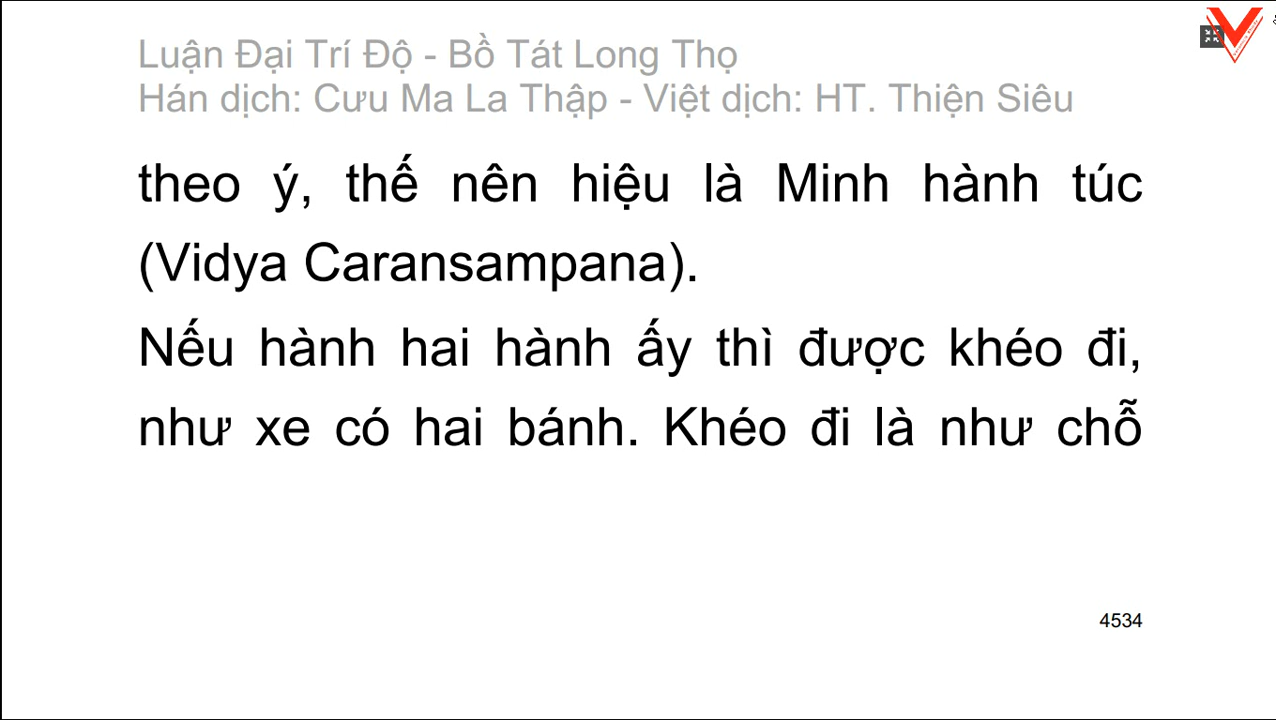 Luận Đại Trí Độ - Bồ Tát Long Thọ
Hán dịch: Cưu Ma La Thập - Việt dịch: HT. Thiện Siêu
theo ý, thế nên hiệu là Minh hành túc
(Vidya Caransampana).
Nếu hành hai hành ấy thì được khéo đi,
như xe có hai bánh. Khéo đi là như chỗ
4534